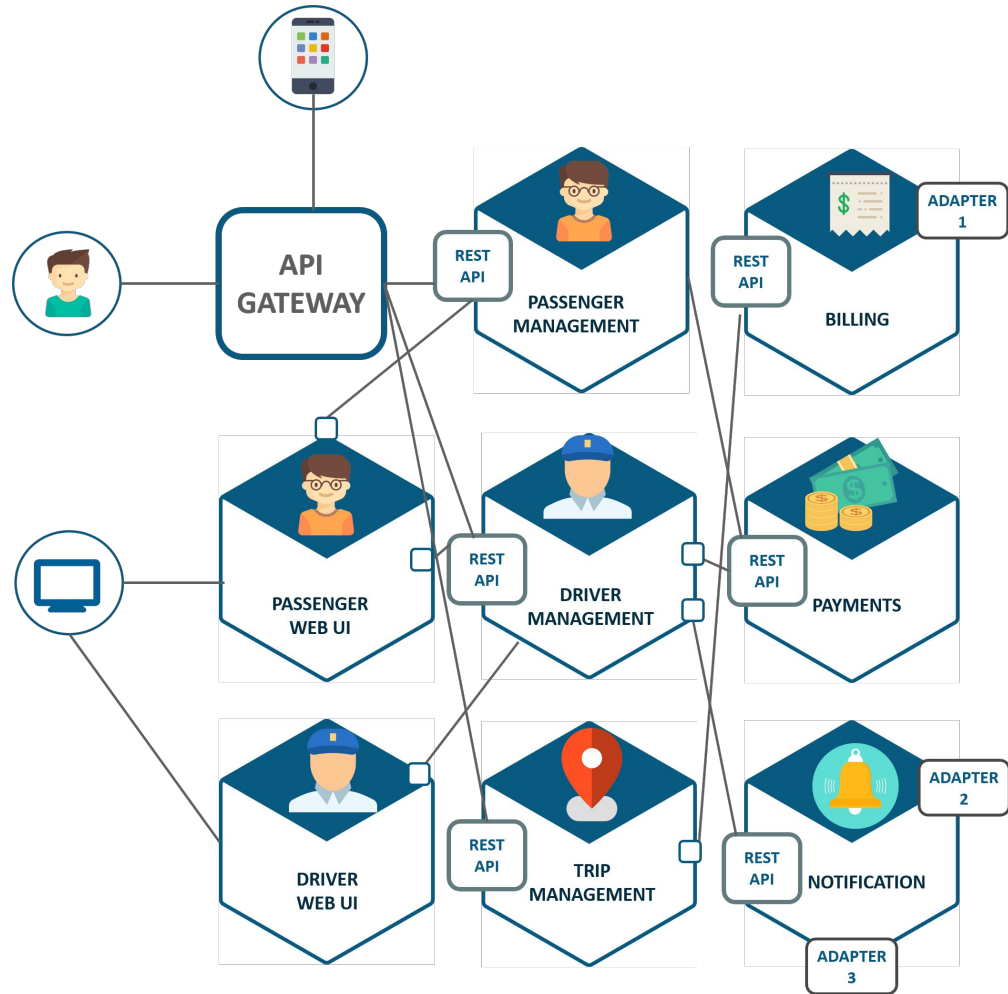 API
GATEWAY
REST
API
PASSENGER
MANAGEMENT
REST
API
BILLING
ADAPTER
1
PASSENGER
WEB UI
REST
API
DRIVER
MANAGEMENT
REST
API
PAYMENTS
DRIVER
WEB UI
REST
API
TRIP
MANAGEMENT
REST
API
NOTIFICATION
ADAPTER
2
ADAPTER
3